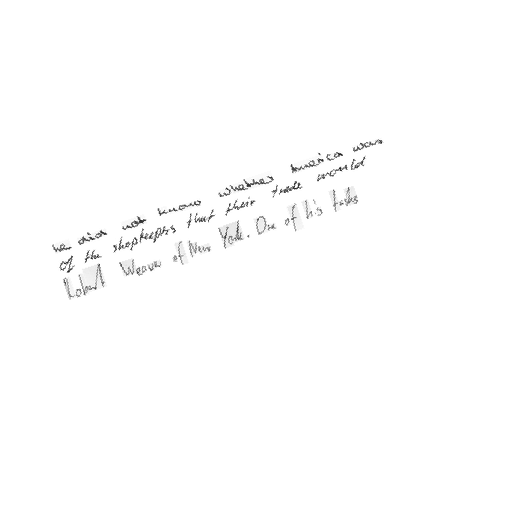 he did not know whether America was
of the shopkeepers that their trade would
Robert Weave of New York. One of his tasks